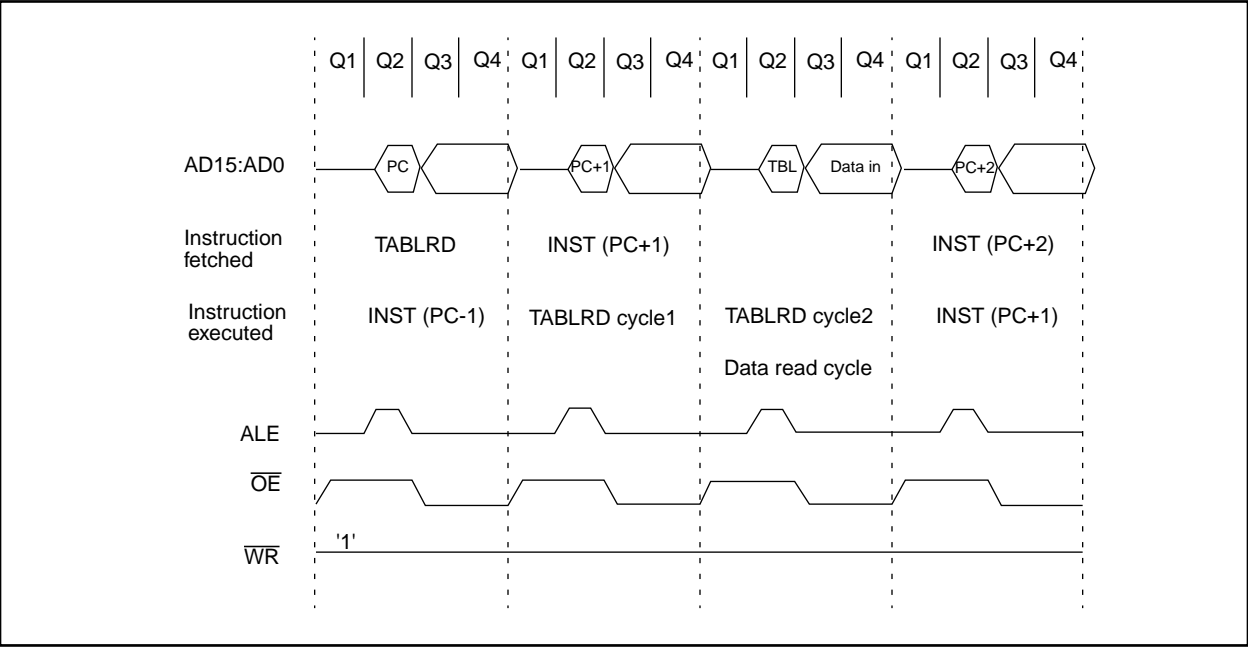 Q1 Q2 Q3 Q4 Q1 Q2 Q3 Q4 Q1 Q2 Q3 Q4 Q1 Q2 Q3 Q4
AD15:AD0 PC PC+1 TBL Data in PC+2
Instruction fetched TABLRD INST (PC+1) INST (PC+2)
Instruction executed INST (PC-1) TABLRD cycle1 TABLRD cycle2 INST (PC+1)
Data read cycle
ALE
OE
'1'
WR